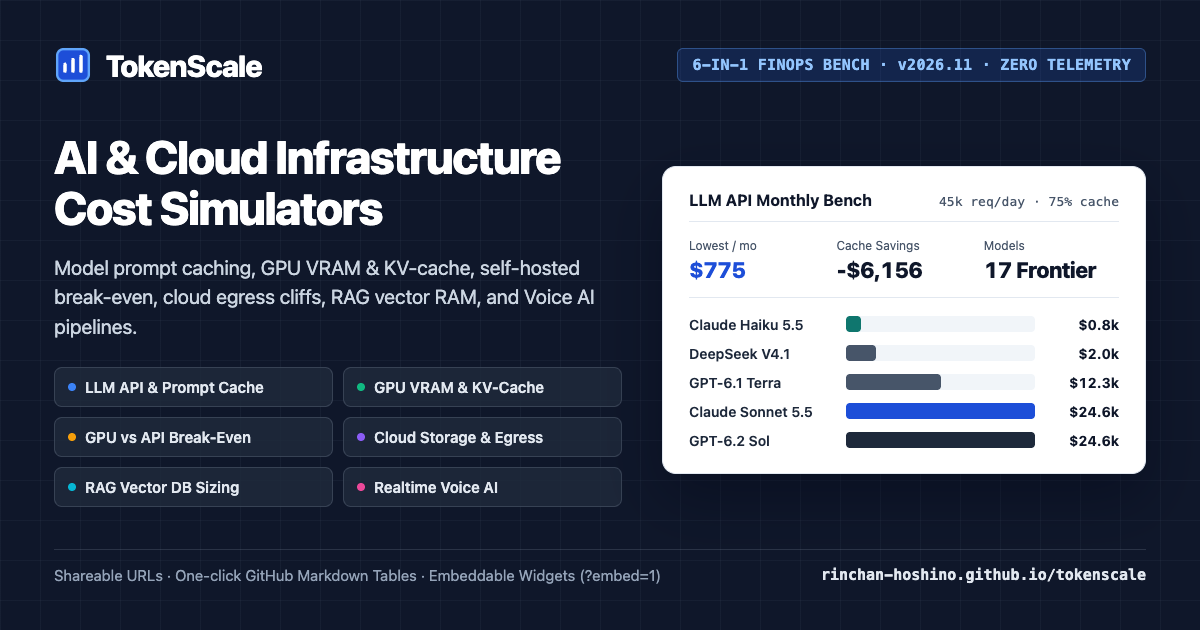 TokenScale
6-IN-1 FINOPS BENCH · v2026.11 · ZERO TELEMETRY
AI & Cloud Infrastructure
Cost Simulators
Model prompt caching, GPU VRAM & KV-cache, self-hosted
break-even, cloud egress cliffs, RAG vector RAM, and Voice AI
pipelines.
LLM API & Prompt Cache
GPU VRAM & KV-Cache
GPU vs API Break-Even
Cloud Storage & Egress
RAG Vector DB Sizing
Realtime Voice AI
LLM API Monthly Bench
45k req/day · 75% cache
Lowest / mo
$775
Cache Savings
-$6,156
Models
17 Frontier
Claude Haiku 5.5 $0.8k
DeepSeek V4.1 $2.0k
GPT-6.1 Terra $12.3k
Claude Sonnet 5.5 $24.6k
GPT-6.2 Sol $24.6k
Shareable URLs · One-click GitHub Markdown Tables · Embeddable Widgets (?embed=1)
rinchan-hoshino.github.io/tokenscale